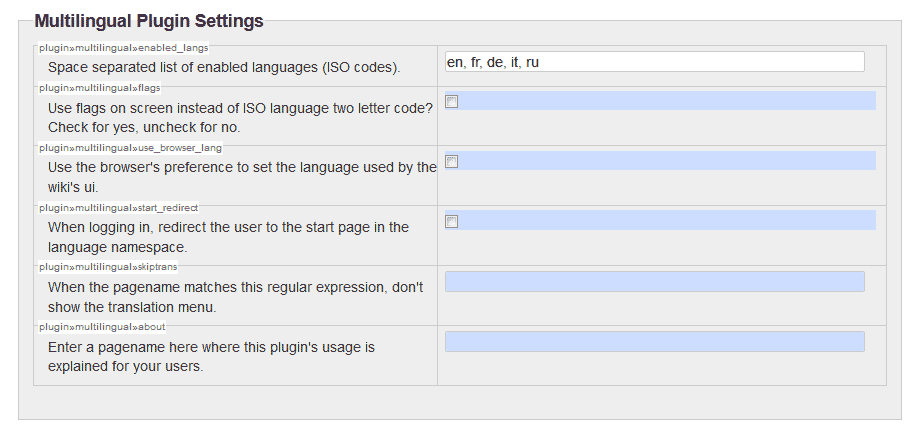 Multilingual Plugin Settings
plugin»multilingual»enabled_langs
Space separated list of enabled languages (ISO codies).
en, fr, de, it, ru
plugin»multilingual»flags
Use flags on screen instead of ISO language two letter code?
Check for yes, uncheck for no.
plugin»multilingual»use_browser_lang
Use the browser's preference to set the language used by the
wiki's ui.
plugin»multilingual»start_redirect
When logging in, redirect the user to the start page in the
language namespace.
plugin»multilingual»skiptrans
When the pagename matches this regular expression, don't
show the translation menu.
plugin»multilingual»about
Enter a pagename here where this plugin's usage is
explained for your users.